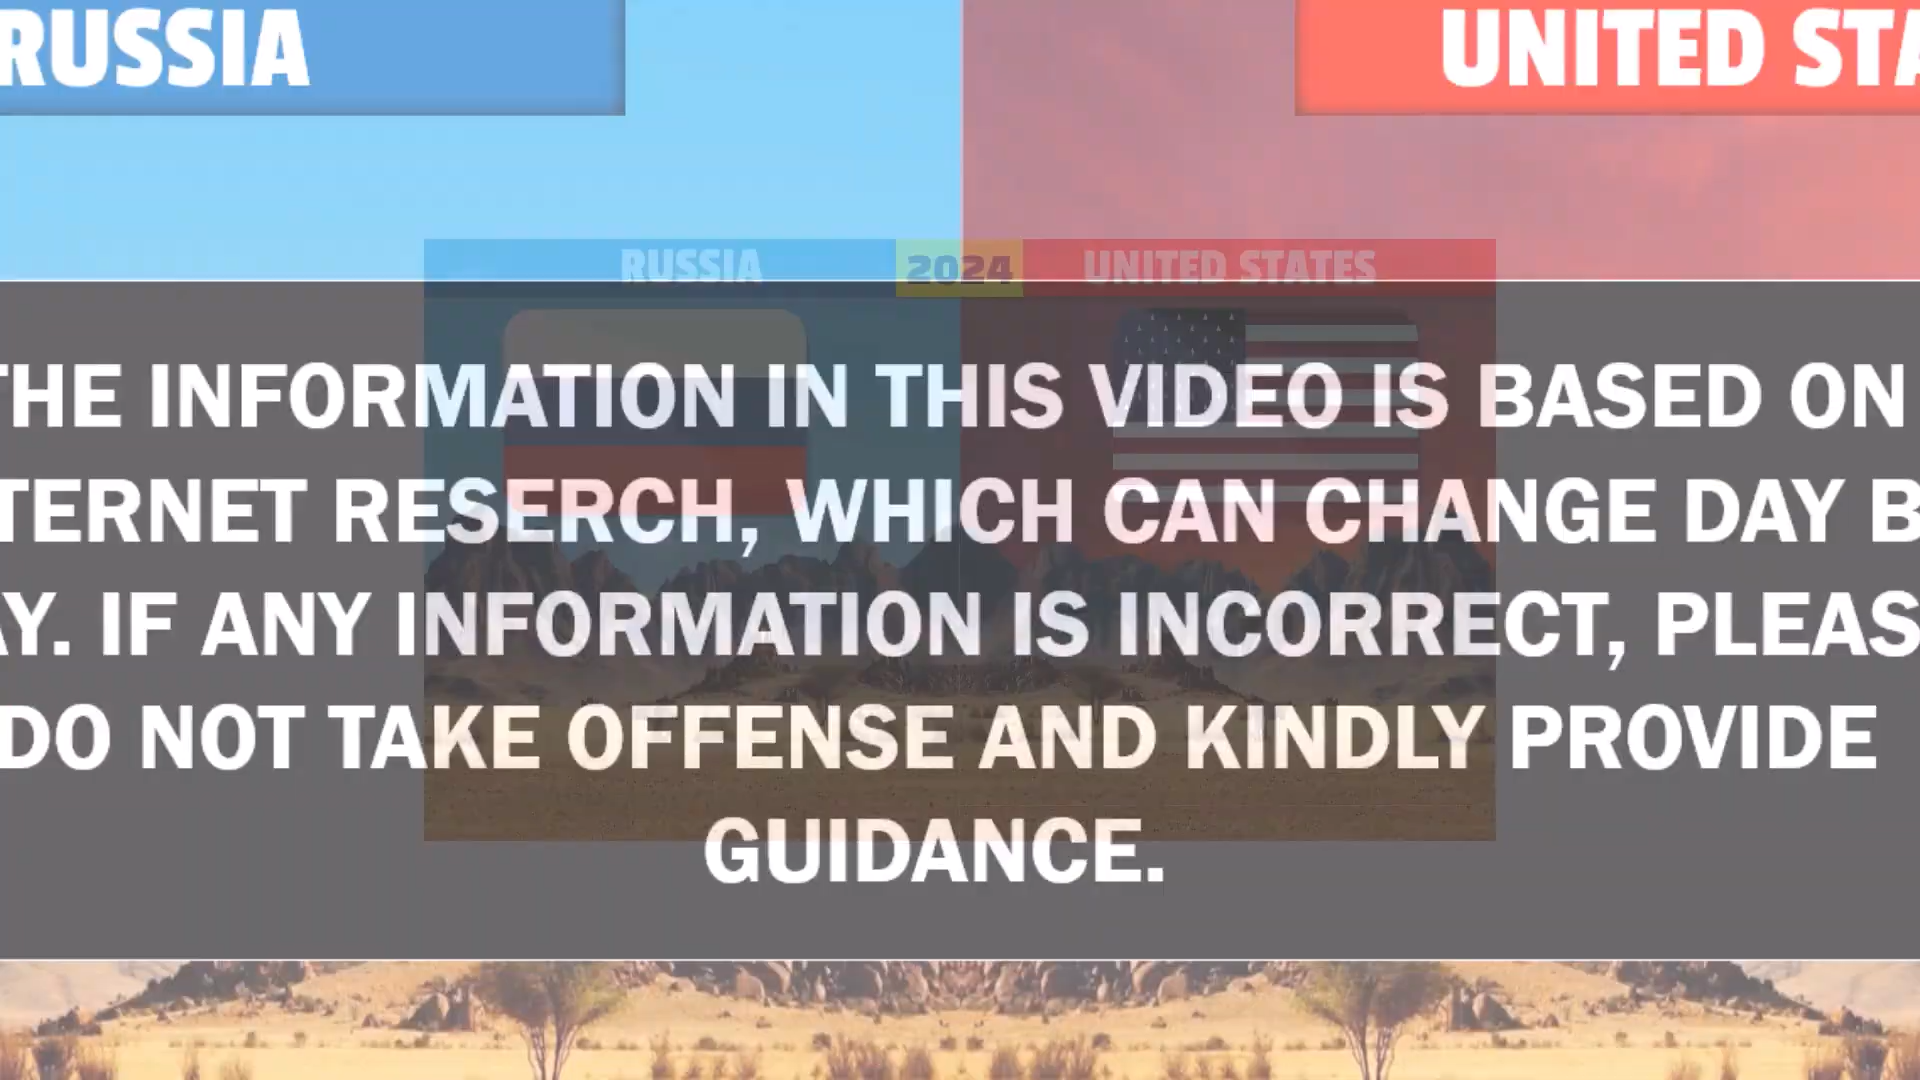 RUSSIA
UNITED STA
RUSSIA
2024
UNITED STATES
THE INFORMATION IN THIS VIDEO IS BASED ON
TERNET RESERCH, WHICH CAN CHANGE DAY B
AY. IF ANY INFORMATION IS INCORRECT, PLEAS
DO NOT TAKE OFFENSE AND KINDLY PROVIDE
GUIDANCE.